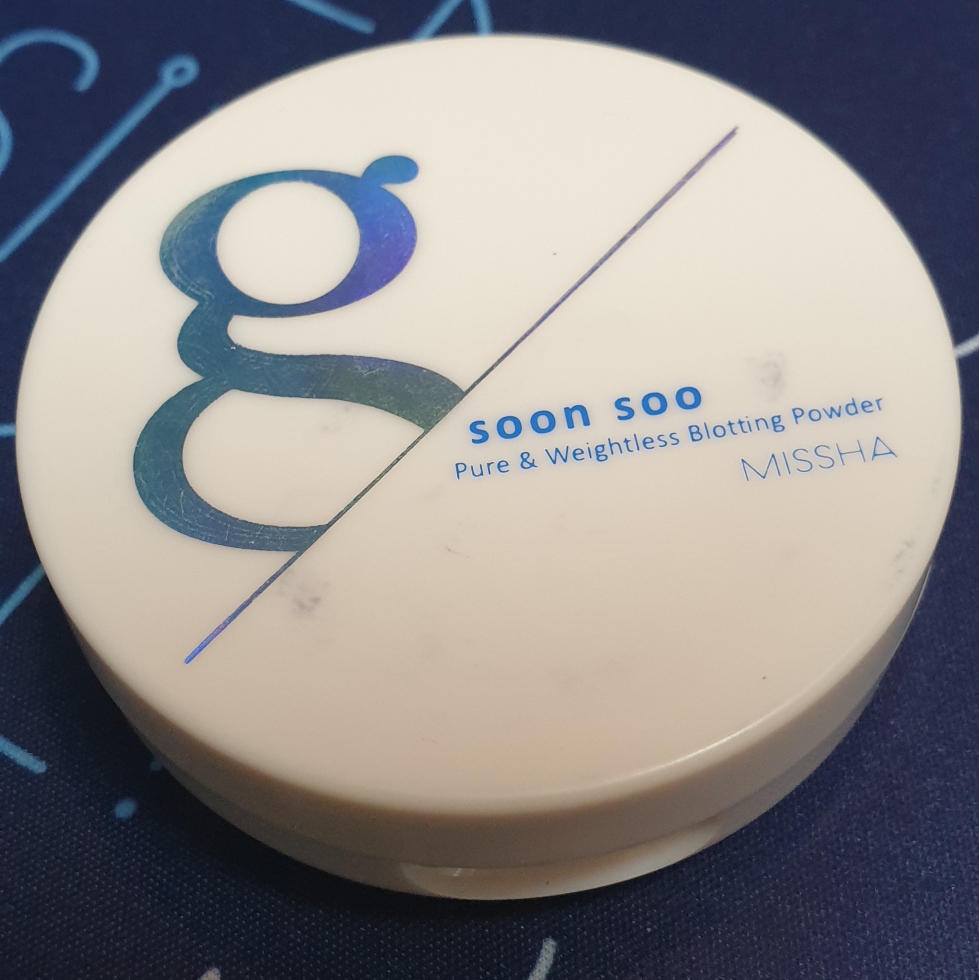 g
soon soo
Pure & Weightless Blotting Powder
MISSHA